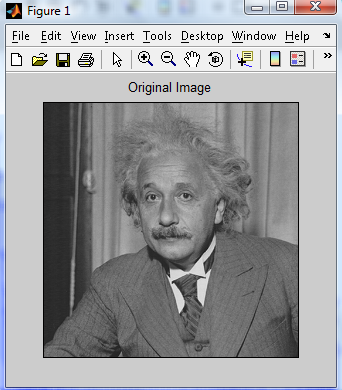 Figure 1
File Edit View Insert Tools Desktop Window Help
Original Image